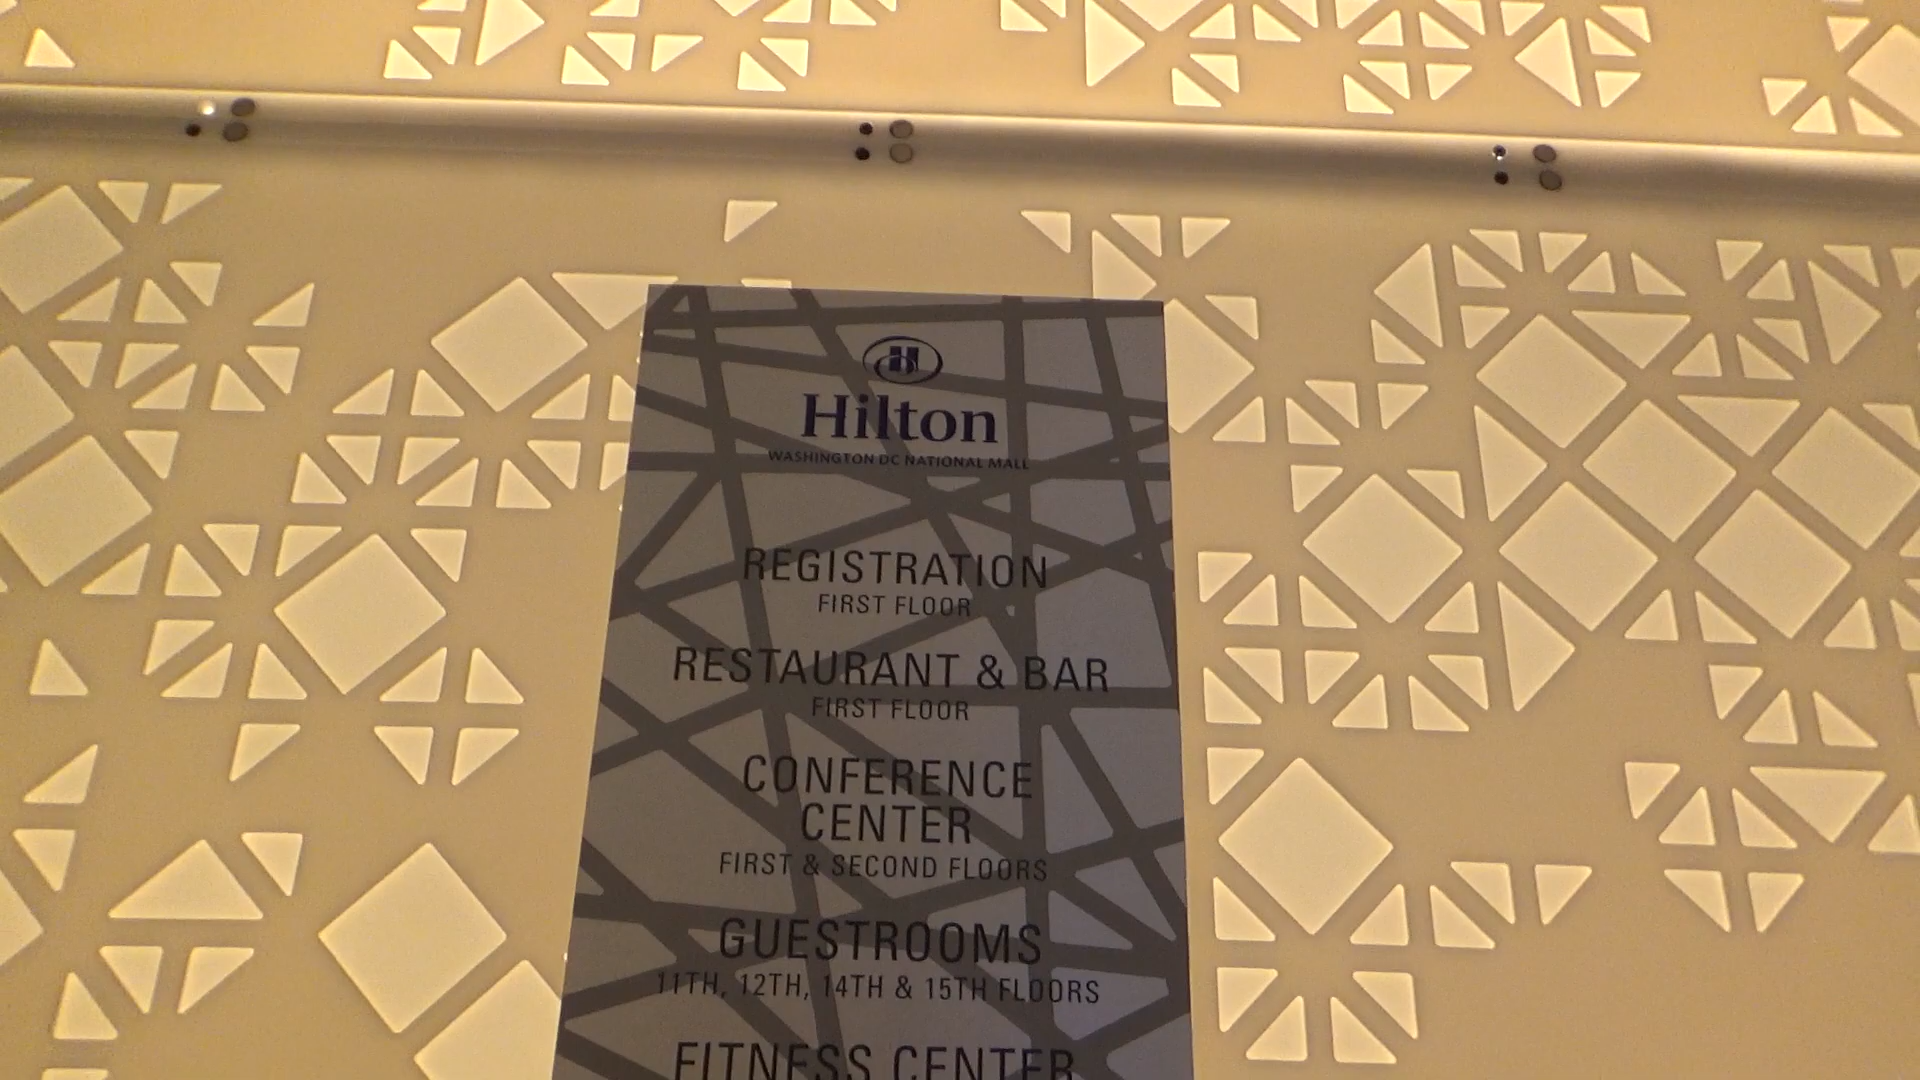 H
Hilton
WASHINGTON DC NATIONAL MALL
REGISTRATION
FIRST FLOOR
RESTAURANT & BAR
FIRST FLOOR
CONFERENCE
CENTER
FIRST & SECOND FLOORS
GUESTROOMS
11TH, 12TH, 14TH & 15TH FLOORS
FITNESS CENTER